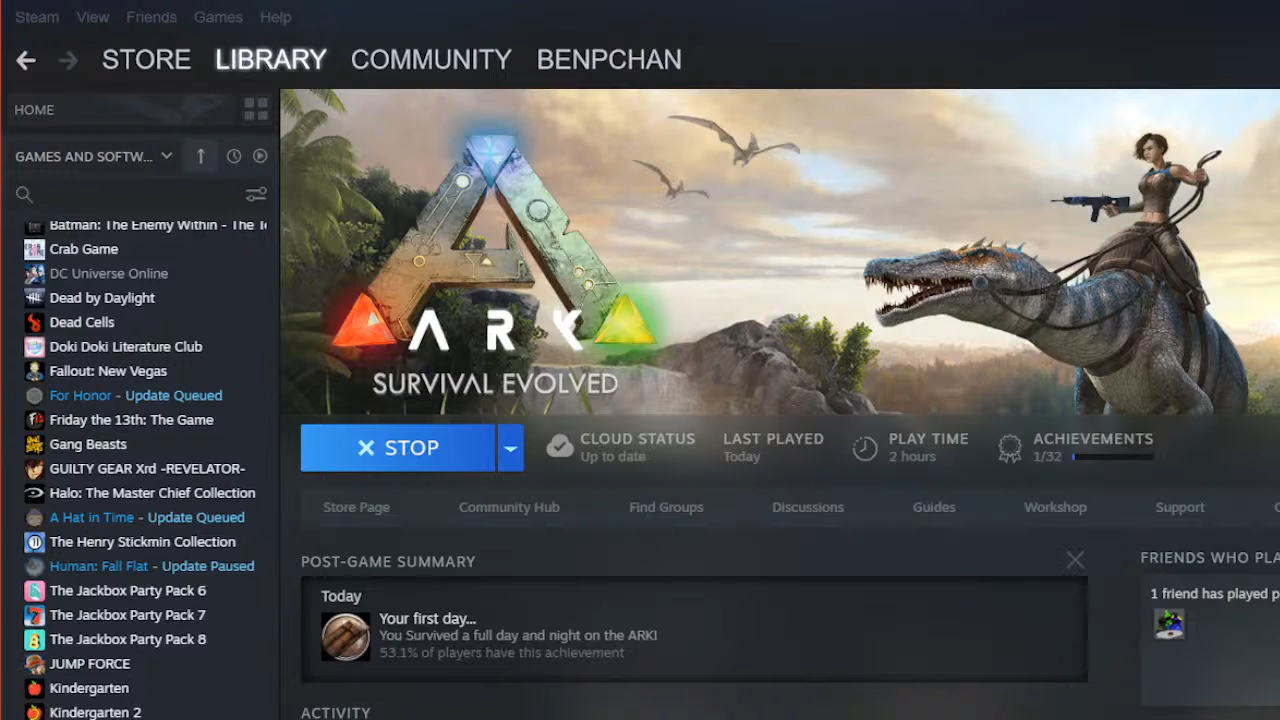 Steam View Friends Games Help
STORE LIBRARY COMMUNITY BENPCHAN
HOME
GAMES AND SOFTW...
Batman: The Enemy Within - The Te
Crab Game
DC Universe Online
Dead by Daylight
Dead Cells
Doki Doki Literature Club
Fallout: New Vegas
For Honor - Update Queued
Friday the 13th: The Game
Gang Beasts
GUILTY GEAR Xrd -REVELATOR-
Halo: The Master Chief Collection
A Hat in Time - Update Queued
The Henry Stickmin Collection
Human: Fall Flat - Update Paused
The Jackbox Party Pack 6
The Jackbox Party Pack 7
The Jackbox Party Pack 8
JUMP FORCE
Kindergarten
Kindergarten 2
ARK
SURVIVAL EVOLVED
STOP
CLOUD STATUS
Up to date
LAST PLAYED
Today
PLAY TIME
2 hours
ACHIEVEMENTS
1/32
Store Page Community Hub Find Groups Discussions Guides Workshop Support
POST-GAME SUMMARY
Today
Your first day...
You Survived a full day and night on the ARK!
53.1% of players have this achievement
ACTIVITY
FRIENDS WHO PLA
1 friend has played p